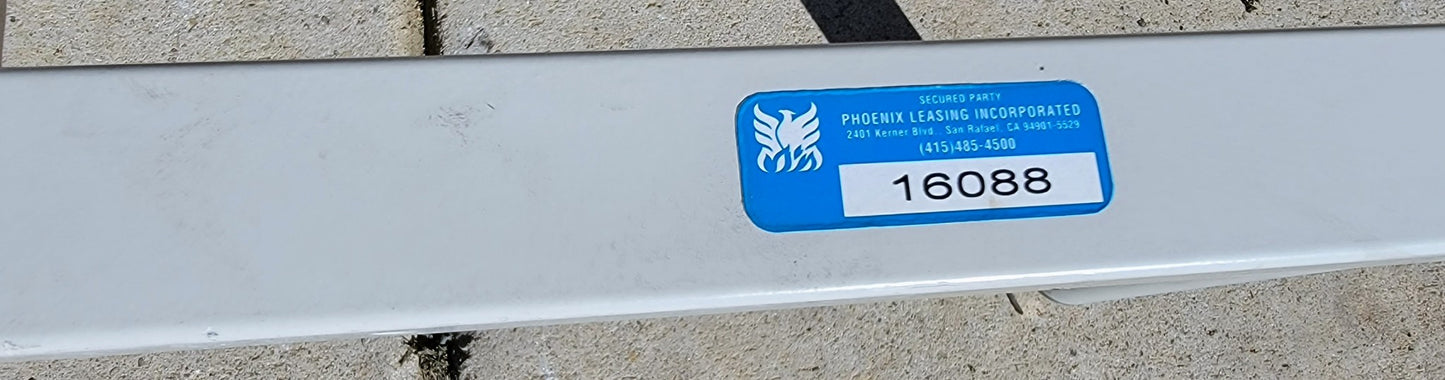 SECURED PARTY
PHOENIX LEASING INCORPORATED
2401 Kerner Blvd., San Rafael, CA 94901-5529
(415)485-4500
16088